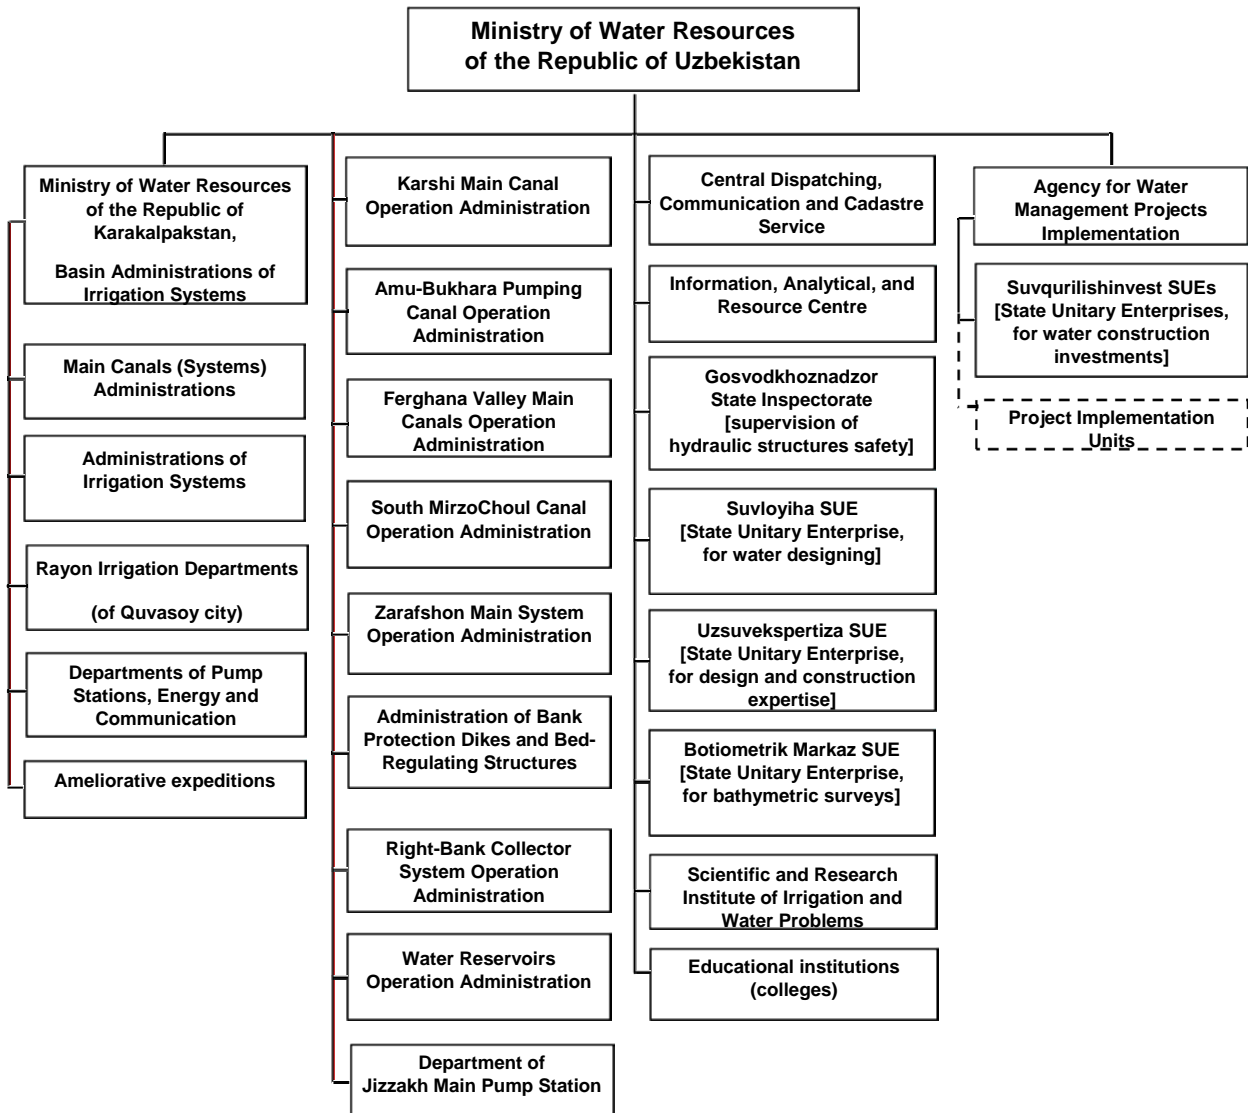 Ministry of Water Resources
of the Republic of Uzbekistan
Ministry of Water Resources
of the Republic of
Karakalpakstan,
Basin Administrations of
Irrigation Systems
Main Canals (Systems)
Administrations
Administrations of
Irrigation Systems
Rayon Irrigation Departments
(of Quvasoy city)
Departments of Pump
Stations, Energy and
Communication
Ameliorative expeditions
Karshi Main Canal
Operation Administration
Amu-Bukhara Pumping
Canal Operation
Administration
Ferghana Valley Main
Canals Operation
Administration
South MirzoChoul Canal
Operation Administration
Zarafshon Main System
Operation Administration
Administration of Bank
Protection Dikes and Bed-
Regulating Structures
Right-Bank Collector
System Operation
Administration
Water Reservoirs
Operation Administration
Department of
Jizzakh Main Pump Station
Central Dispatching,
Communication and Cadastre
Service
Information, Analytical, and
Resource Centre
Gosvodkhoznadzor
State Inspectorate
[supervision of
hydraulic structures safety]
Suvloyiha SUE
[State Unitary Enterprise,
for water designing]
Uzsuvekspertiza SUE
[State Unitary Enterprise,
for design and construction
expertise]
Botiometrik Markaz SUE
[State Unitary Enterprise,
for bathymetric surveys]
Scientific and Research
Institute of Irrigation and
Water Problems
Educational institutions
(colleges)
Agency for Water
Management Projects
Implementation
Suvqurilishinvest SUEs
[State Unitary Enterprises,
for water construction
investments]
Project Implementation
Units